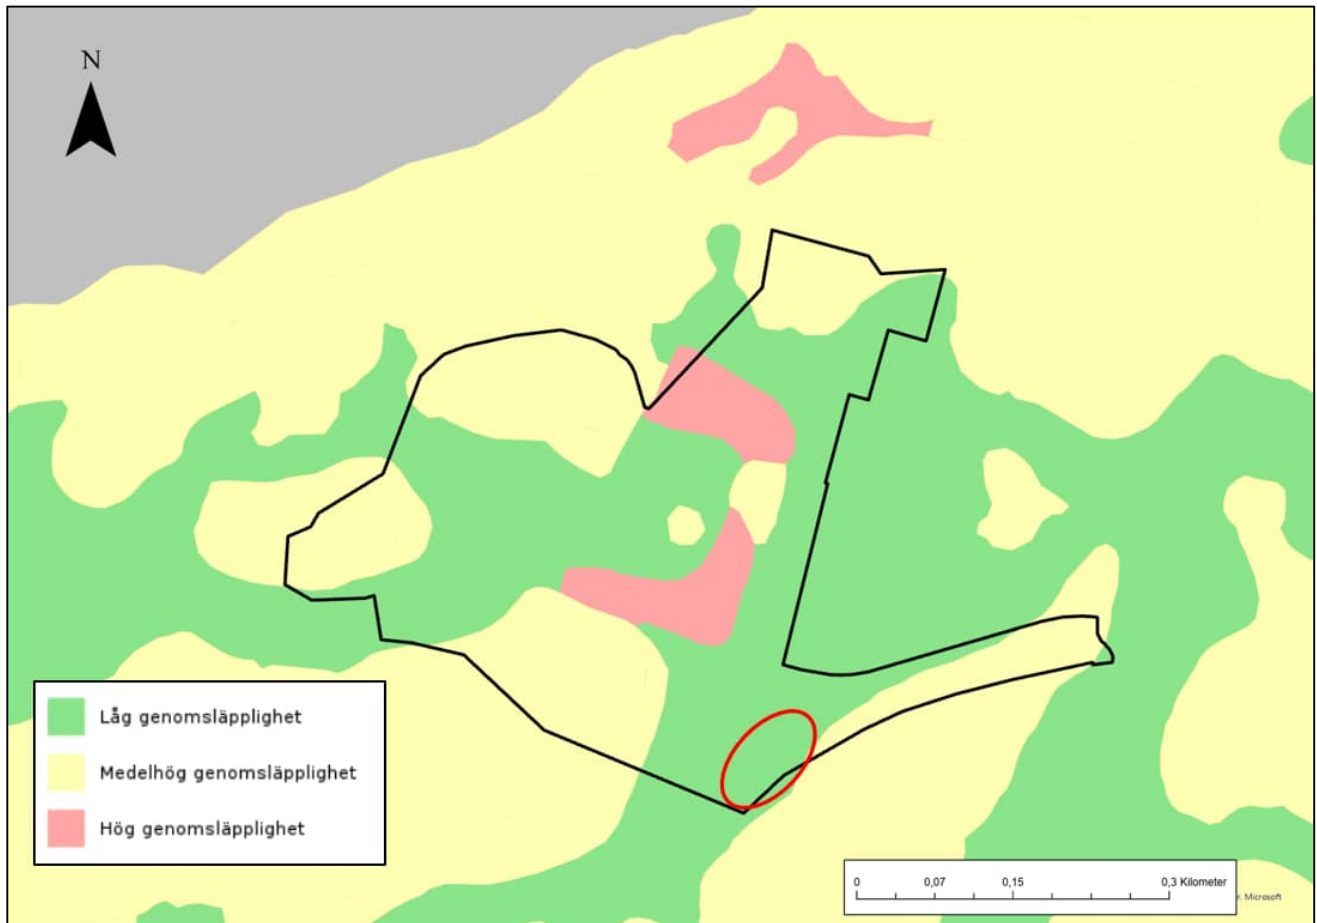 N
Låg genomsläpplighet
Medelhög genomsläpplighet
Hög genomsläpplighet
0 0,07 0,15 0,3 Kilometer
, Microsoft